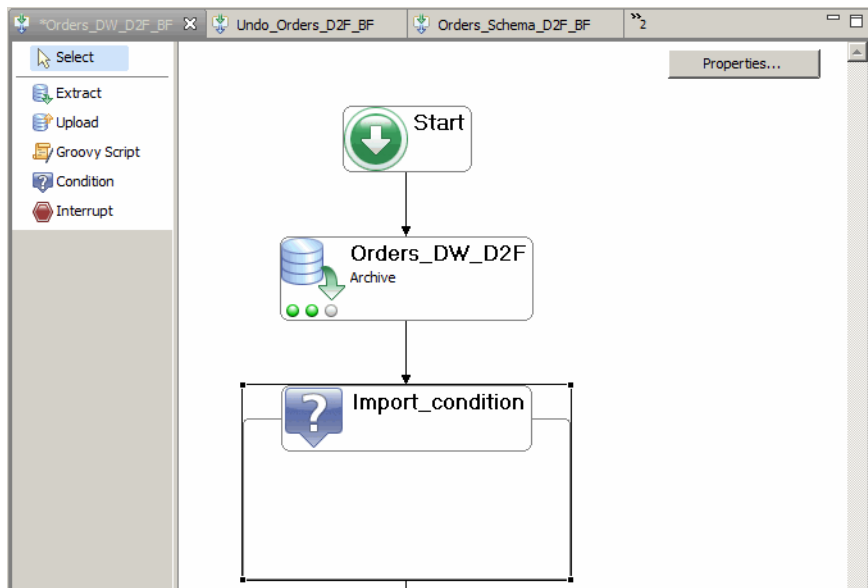 *Orders_DW_D2F_BF
Undo_Orders_D2F_BF
Orders_Schema_D2F_BF
»2
Select
Properties...
Extract
Upload
Groovy Script
Condition
Interrupt
Start
Orders_DW_D2F
Archive
Import_condition